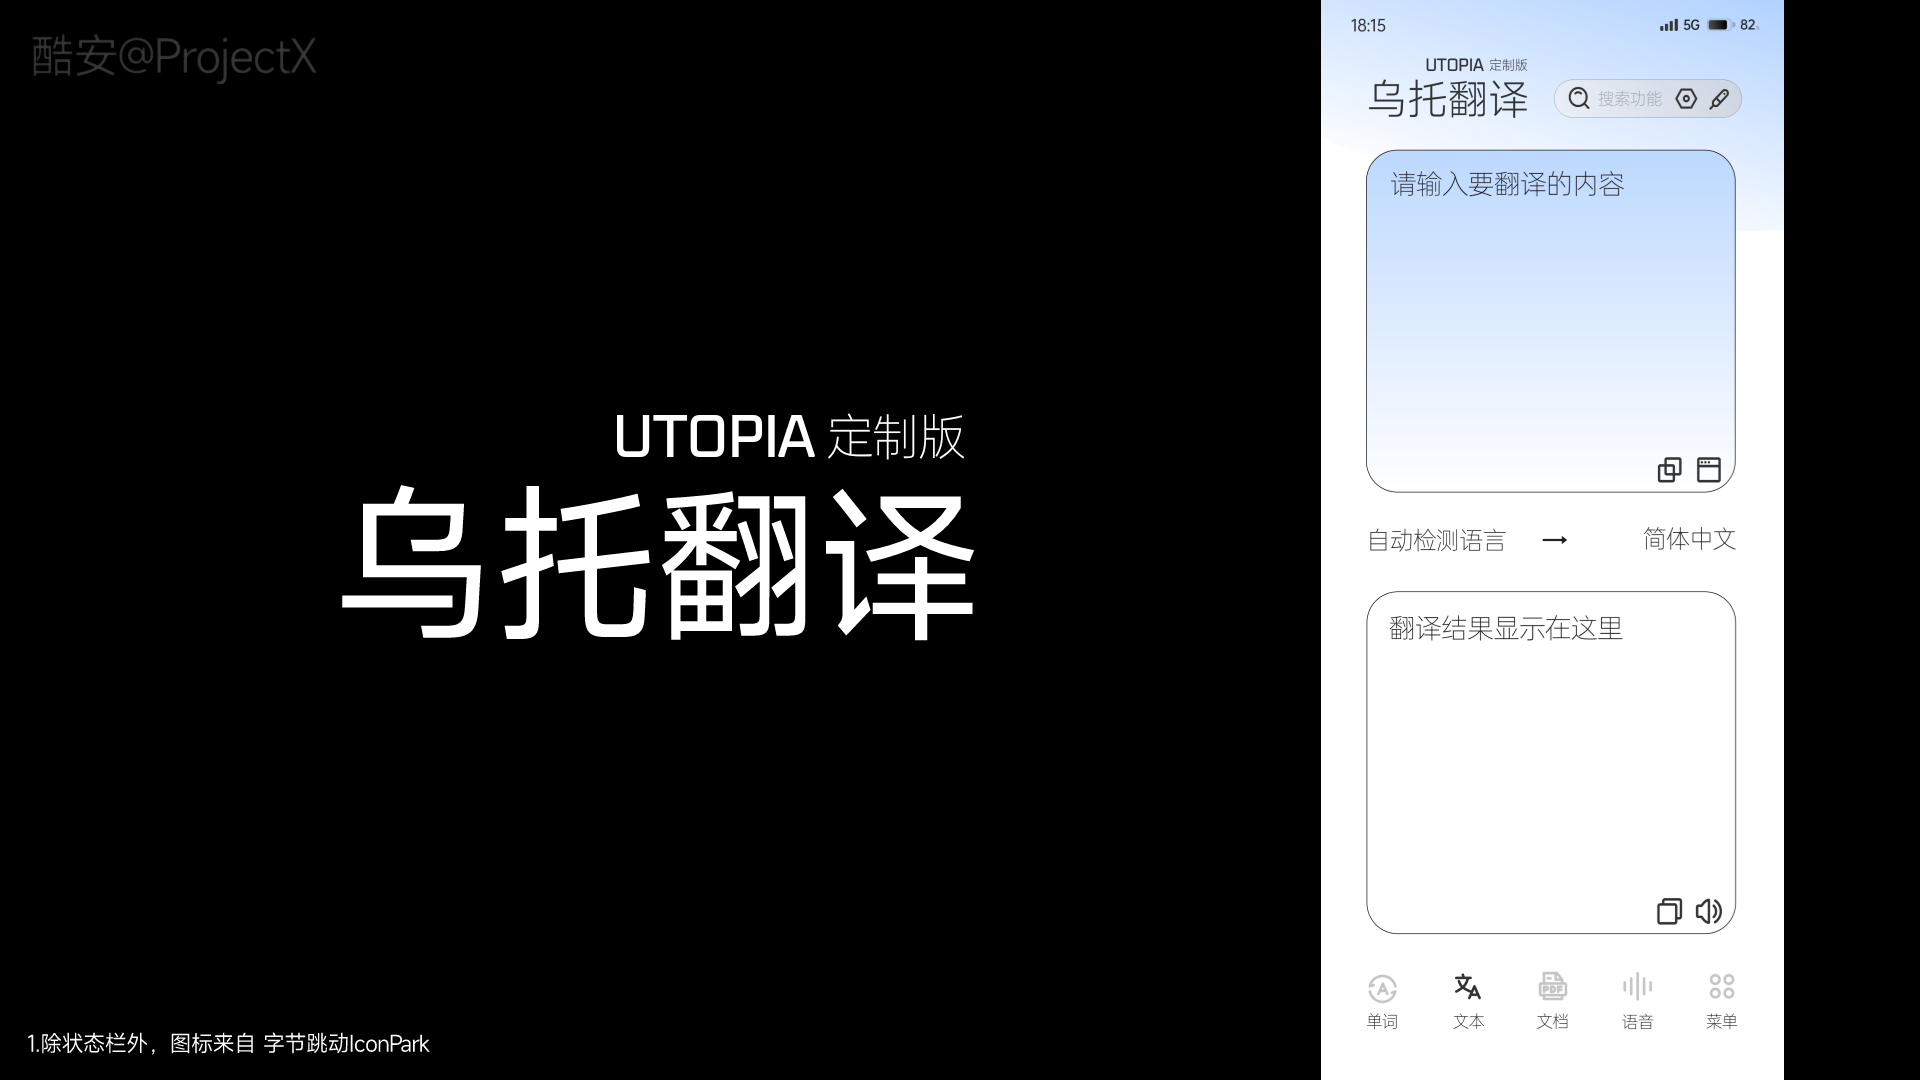 酷安@ProjectX
UTOPIA 定制版
乌托翻译
1.除状态栏外，图标来自 字节跳动IconPark
18:15
5G 82
UTOPIA 定制版
乌托翻译
搜索功能
请输入要翻译的内容
自动检测语言 → 简体中文
翻译结果显示在这里
A 文A PDF
单词 文本 文档 语音 菜单